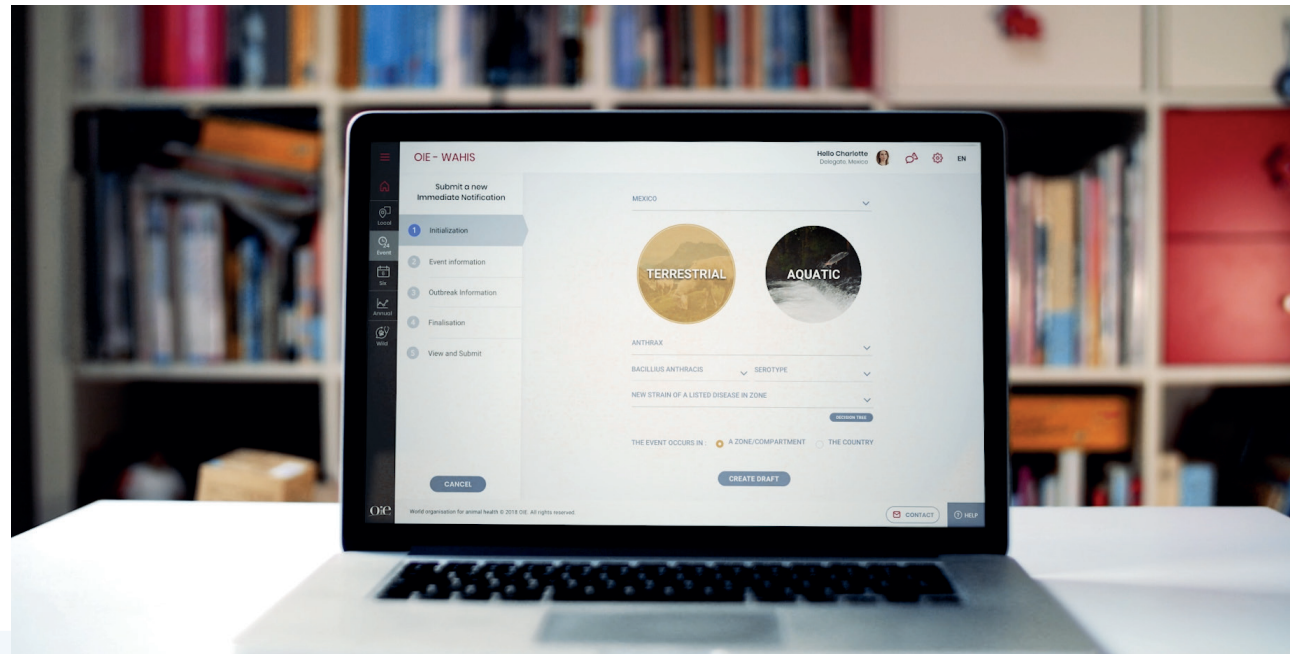 OIE - WAHIS
Hello Charlotte
Delegate, Mexico
EN
Submit a new
Immediate Notification
1 Initialization
2 Event information
3 Outbreak Information
4 Finalisation
5 View and Submit
Local
Event
Six
Annual
Wild
MEXICO
TERRESTRIAL
AQUATIC
ANTHRAX
BACILLIUS ANTHRACIS
SEROTYPE
NEW STRAIN OF A LISTED DISEASE IN ZONE
DECISION TREE
THE EVENT OCCURS IN : A ZONE/COMPARTMENT THE COUNTRY
CANCEL
CREATE DRAFT
Oie
World organisation for animal health © 2018 OIE. All rights reserved.
CONTACT
? HELP